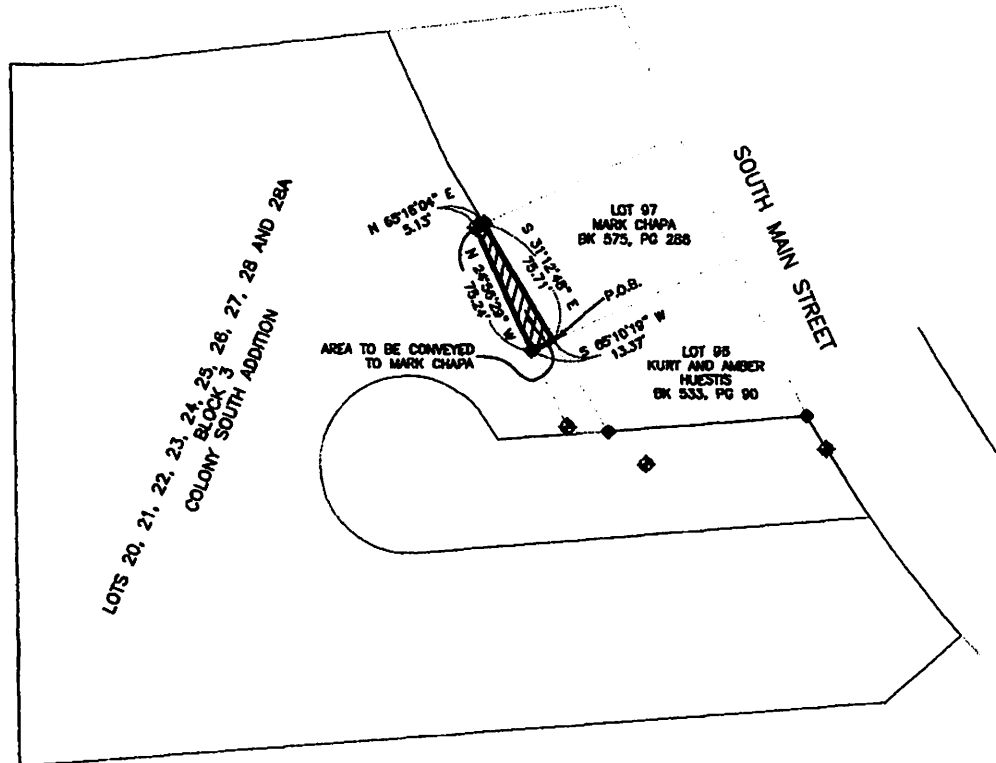 SOUTH MAIN STREET
N 65°16'04" E
5.13'
LOT 97
MARK CHAPA
BK 575, PG 288
S 31°12'48" E
75.71'
N 24°56'29" W
75.24'
P.O.B.
S 65°10'19" W
13.37'
AREA TO BE CONVEYED
TO MARK CHAPA
LOT 98
KURT AND AMBER
HUESTIS
BK 533, PG 90
LOTS 20, 21, 22, 23, 24, 25, 26, 27, 28 AND 28A
BLOCK 3
COLONY SOUTH ADDITION